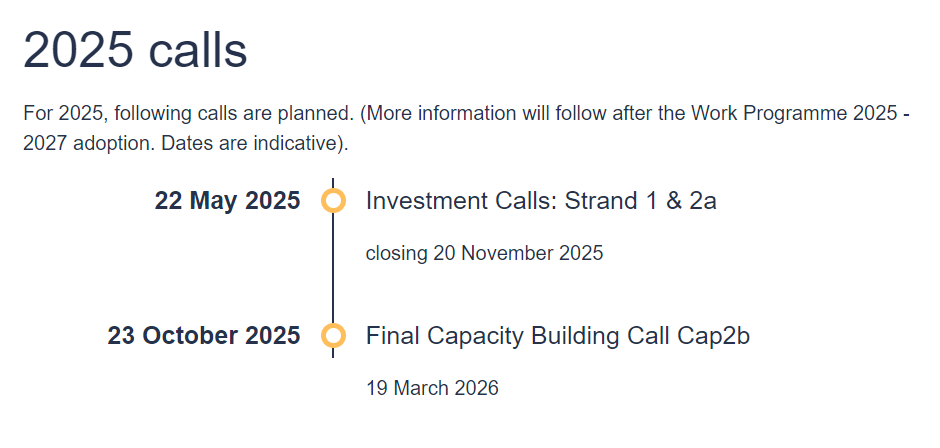 2025 calls
For 2025, following calls are planned. (More information will follow after the Work Programme 2025 -
2027 adoption. Dates are indicative).
22 May 2025
Investment Calls: Strand 1 & 2a
closing 20 November 2025
23 October 2025
Final Capacity Building Call Cap2b
19 March 2026